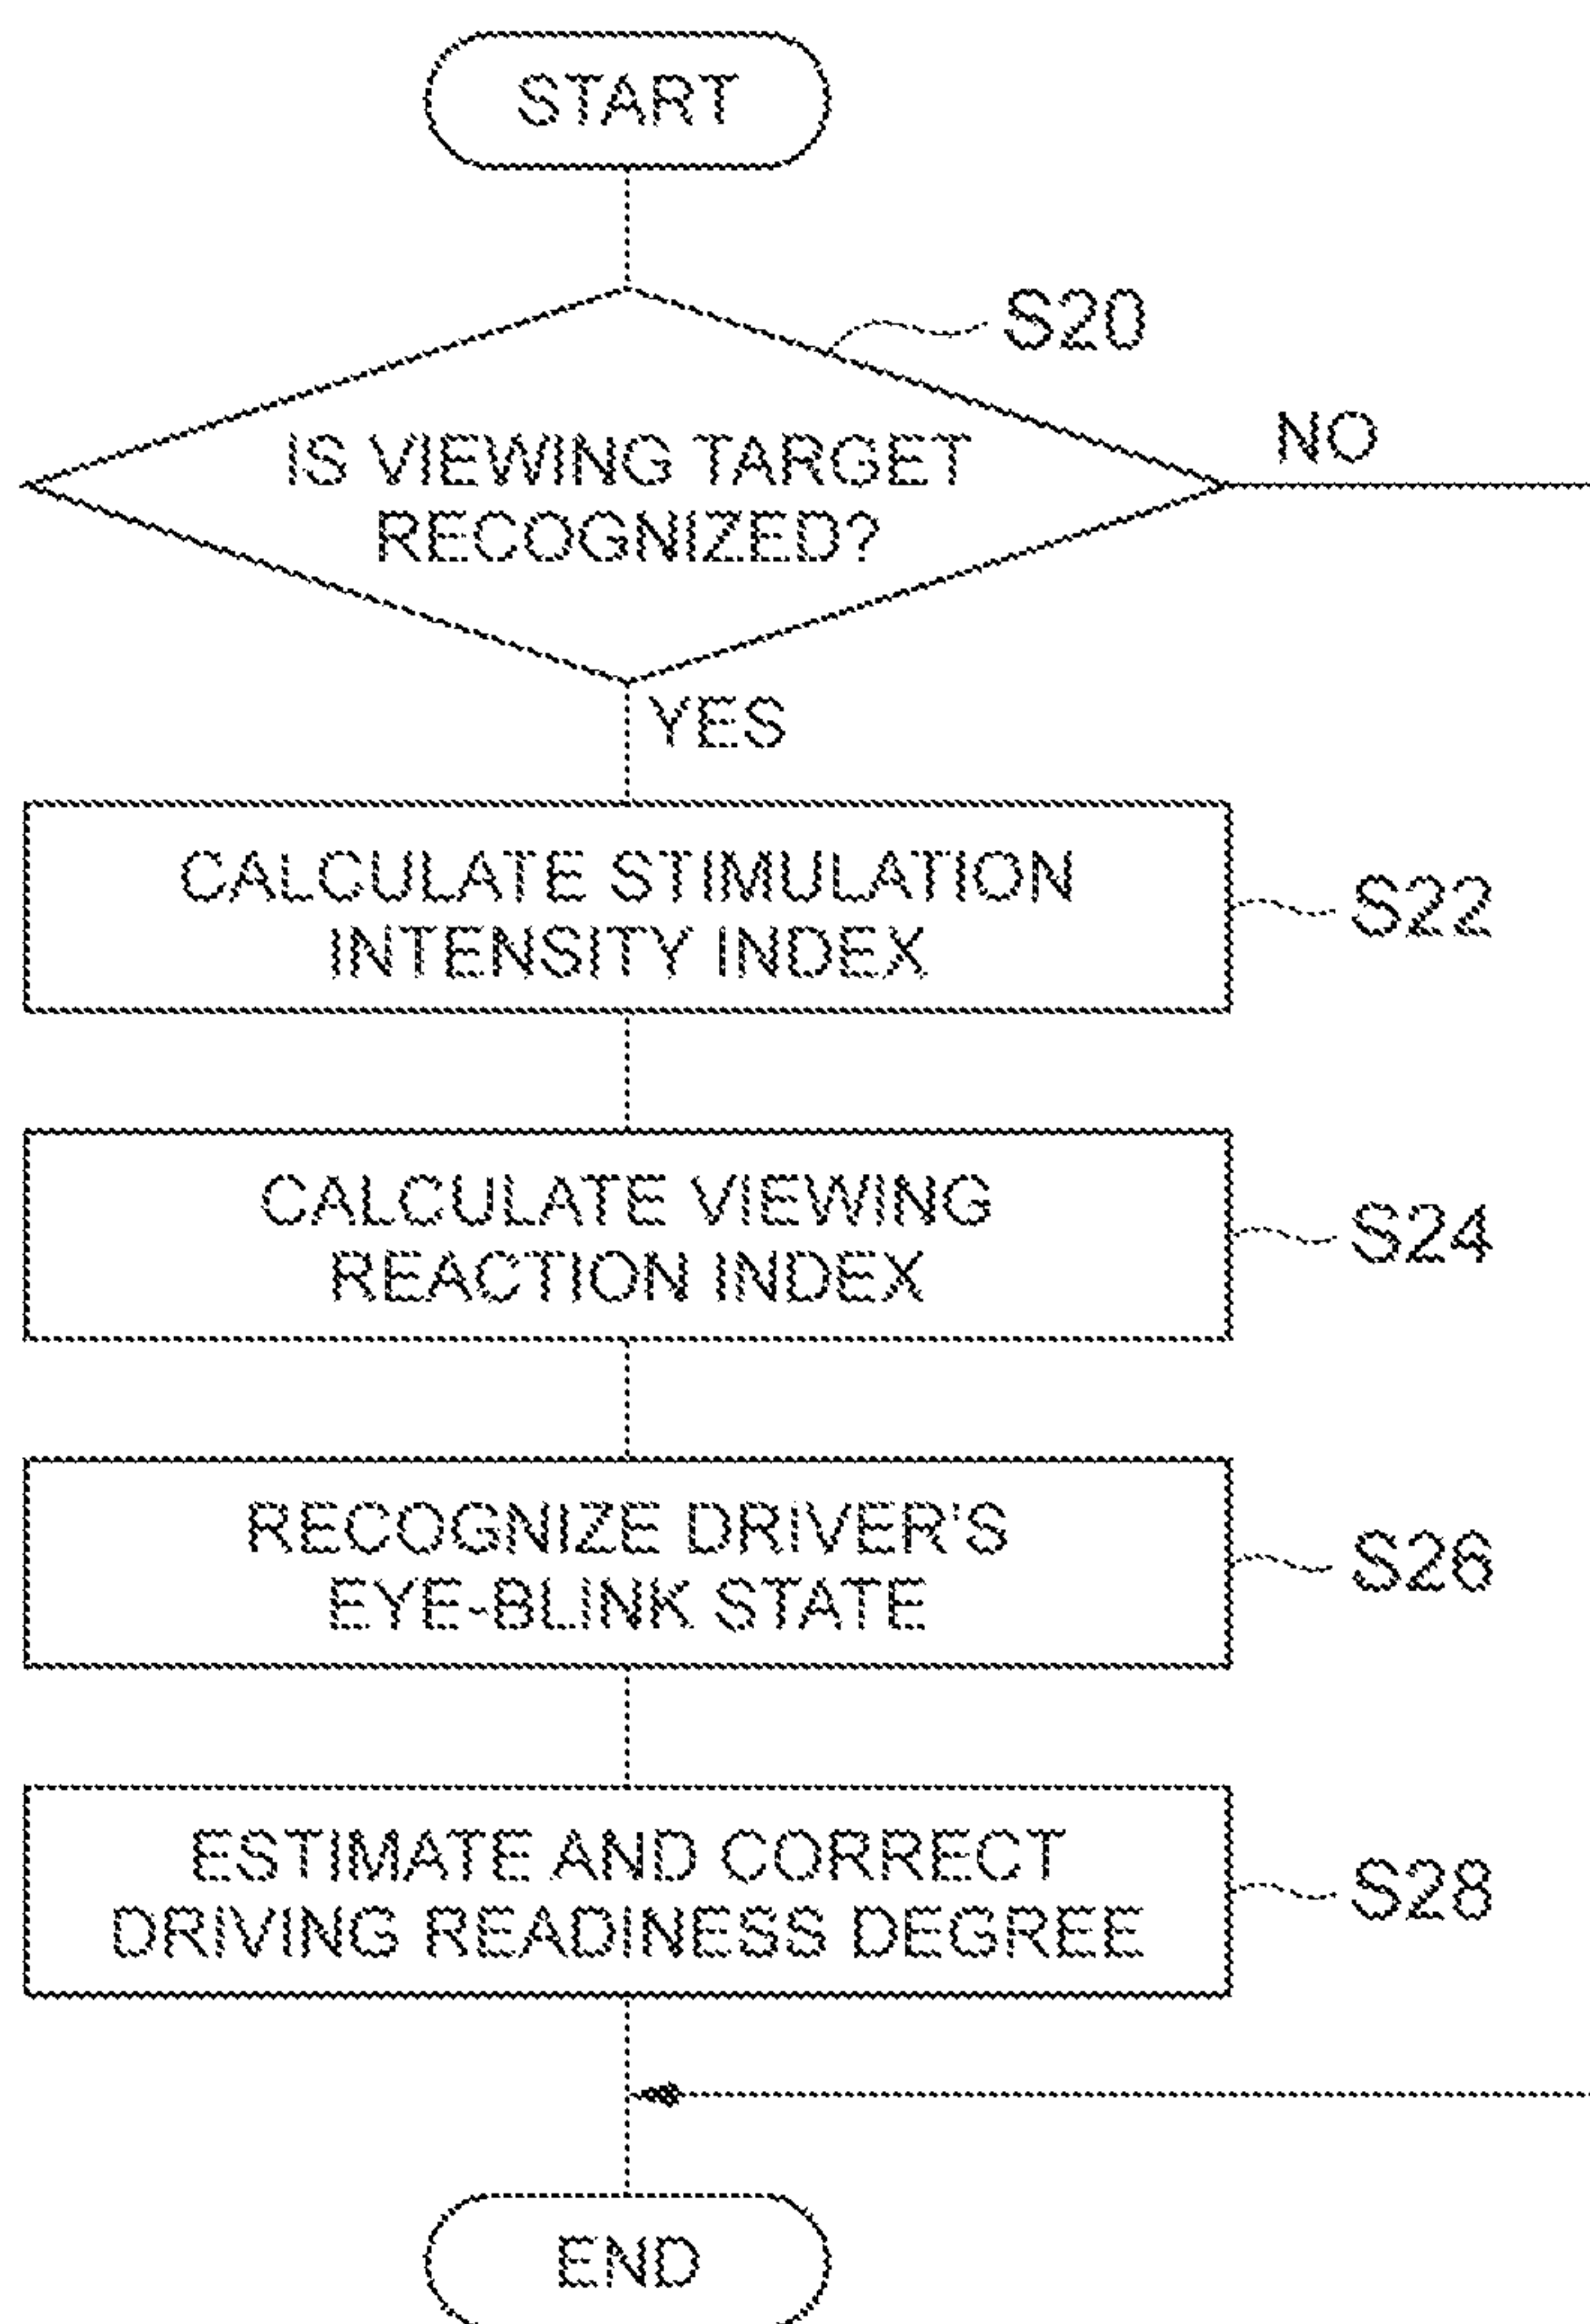 START
S20
IS VIEWING TARGET
RECOGNIZED?
NO
YES
CALCULATE STIMULATION
INTENSITY INDEX
S22
CALCULATE VIEWING
REACTION INDEX
S24
RECOGNIZE DRIVER'S
EYE-BLINK STATE
S26
ESTIMATE AND CORRECT
DRIVING READINESS DEGREE
S28
END